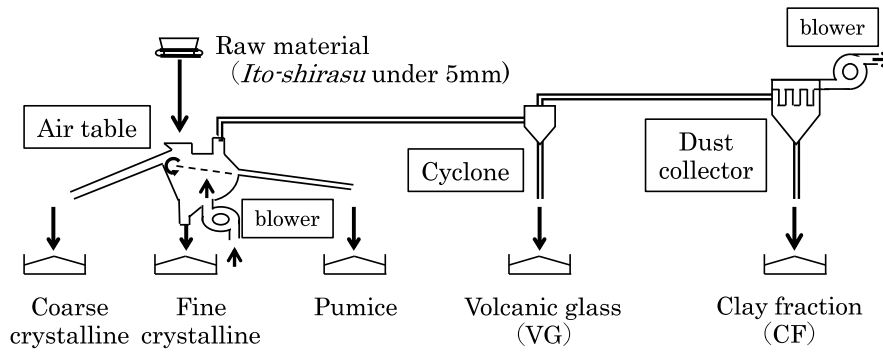 blower
Raw material
（Ito-shirasu under 5mm)
Air table
Cyclone
Dust
collector
blower
Coarse
crystalline
Fine
crystalline
Pumice
Volcanic glass
（VG）
Clay fraction
（CF）